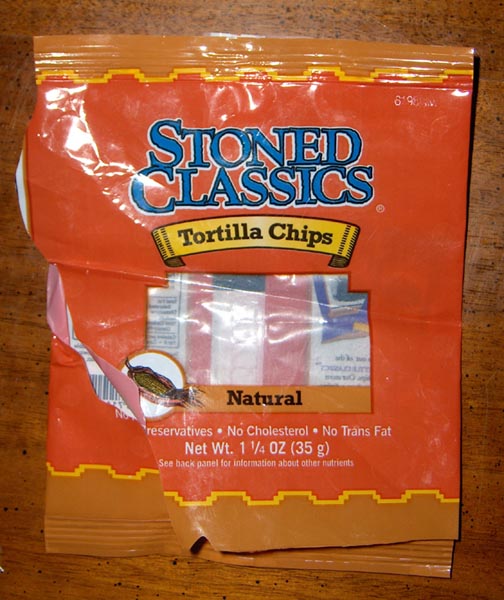 STONED
CLASSICS
®
Tortilla Chips
Natural
reservatives • No Cholesterol • No Trans Fat
Net Wt. 1 1/4 OZ (35 g)
See back panel for information about other nutrients